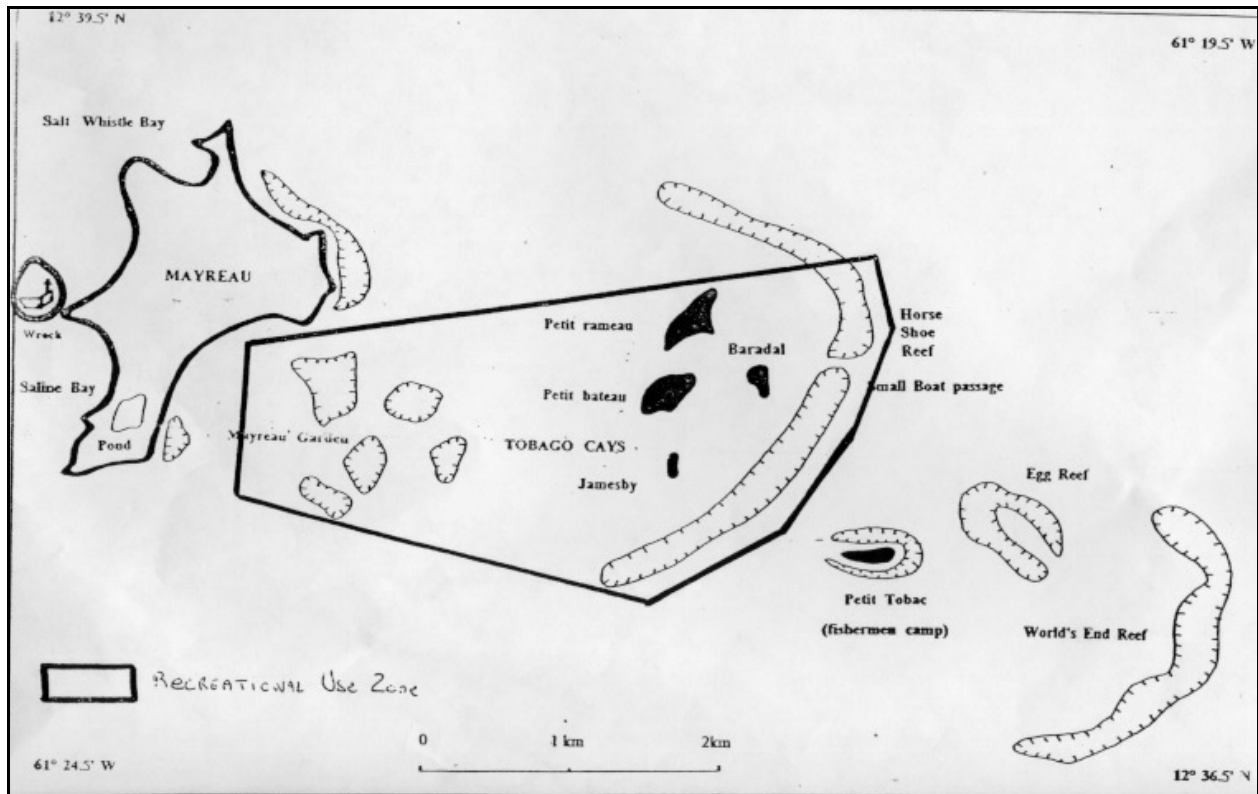 12° 39.5' N
61° 19.5' W
Salt Whistle Bay
MAYREAU
Wreck
Saline Bay
Pond
Mayreau' Garden
Petit rameau
Baradal
Petit bateau
TOBAGO CAYS
Jamesby
Horse
Shoe
Reef
Small Boat passage
Egg Reef
Petit Tobac
(fishermen camp)
World's End Reef
RECREATIONAL USE ZONE
0 1 km 2km
61° 24.5' W
12° 36.5' N